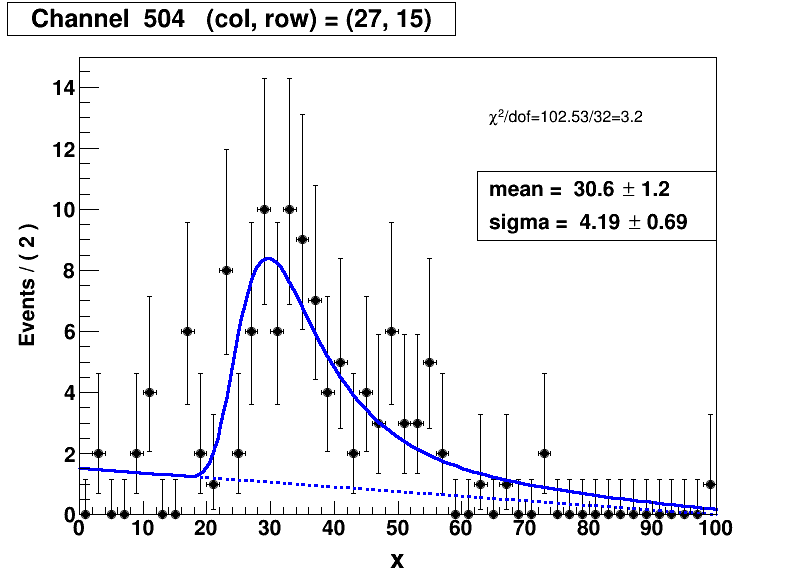 Channel  504   (col, row) = (27, 15)
χ²/dof=102.53/32=3.2
mean =  30.6 ± 1.2
sigma =  4.19 ± 0.69
Events / ( 2 )
14
12
10
8
6
4
2
0
0 10 20 30 40 50 60 70 80 90 100
x